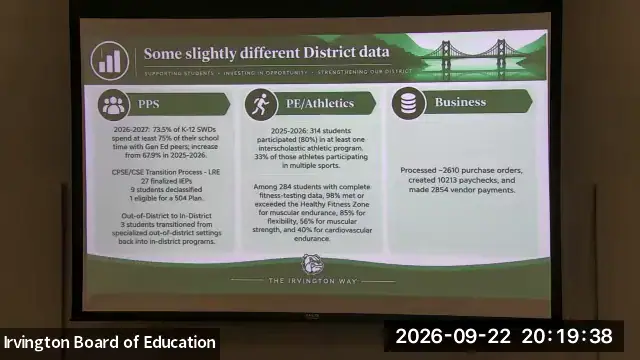 Some slightly different District data
SUPPORTING STUDENTS • INVESTING IN OPPORTUNITY • STRENGTHENING OUR DISTRICT
PPS
2026-2027: 73.5% of K-12 SWDs
spend at least 75% of their school
time with Gen Ed peers; increase
from 67.9% in 2025-2026.
CPSE/CSE Transition Process - LRE
27 finalized IEPs
9 students declassified
1 eligible for a 504 Plan.
Out-of-District to In-District
3 students transitioned from
specialized out-of-district settings
back into in-district programs.
PE/Athletics
2025-2026: 314 students
participated (80%) in at least one
interscholastic athletic program.
33% of those athletes participating
in multiple sports.
Among 284 students with complete
fitness-testing data, 98% met or
exceeded the Healthy Fitness Zone
for muscular endurance, 85% for
flexibility, 56% for muscular
strength, and 40% for cardiovascular
endurance.
Business
Processed ~2610 purchase orders,
created 10213 paychecks, and
made 2854 vendor payments.
THE IRVINGTON WAY
Irvington Board of Education
2026-09-22 20:19:38